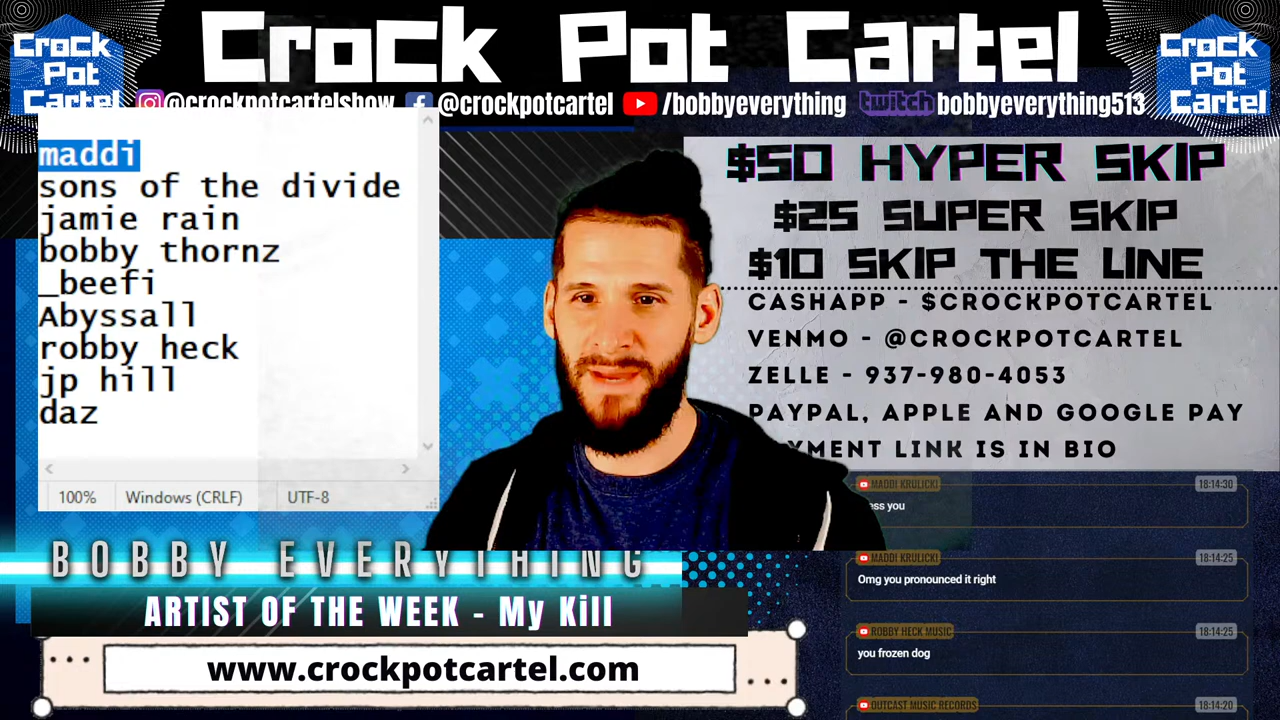 Crock Pot Cartel
Crock
Pot
Cartel
Crock
Pot
Cartel
@crockpotcartelshow @crockpotcartel /bobbyeverything twitch bobbyeverything513
maddi
sons of the divide
jamie rain
bobby thornz
_beefi
Abyssall
robby heck
jp hill
daz
100% Windows (CRLF) UTF-8
$50 HYPER SKIP
$25 SUPER SKIP
$10 SKIP THE LINE
CASHAPP - $CROCKPOTCARTEL
VENMO - @CROCKPOTCARTEL
ZELLE - 937-980-4053
PAYPAL, APPLE AND GOOGLE PAY
LINK IS IN BIO
MADDI KRULICKI 18:14:30
you
MADDI KRULICKI 18:14:25
Omg you pronounced it right
ROBBY HECK MUSIC 18:14:25
you frozen dog
OUTCAST MUSIC RECORDS 18:14:20
BOBBY EVERYTHING
ARTIST OF THE WEEK - My Kill
www.crockpotcartel.com